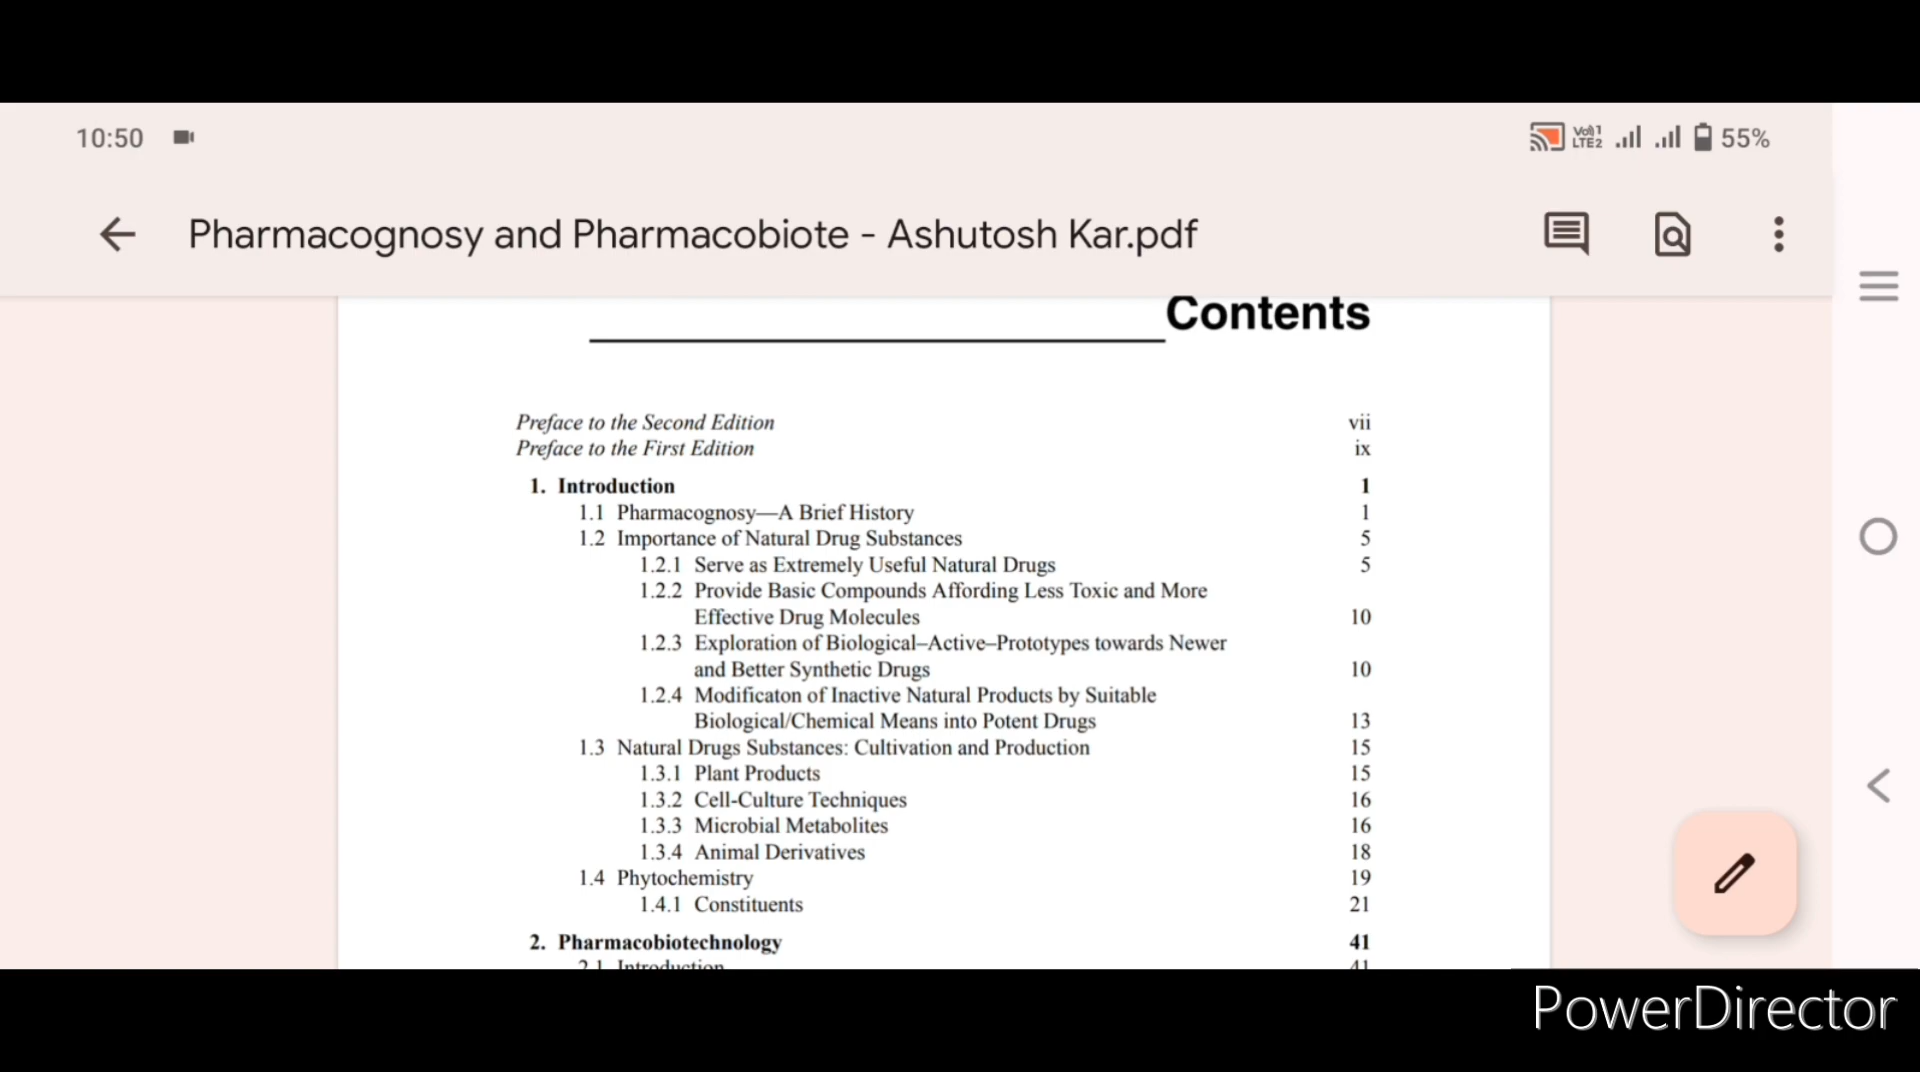 10:50
Vo)) 1
LTE2
55%
Pharmacognosy and Pharmacobiote - Ashutosh Kar.pdf
Contents
Preface to the Second Edition vii
Preface to the First Edition ix
1. Introduction 1
1.1 Pharmacognosy—A Brief History 1
1.2 Importance of Natural Drug Substances 5
1.2.1 Serve as Extremely Useful Natural Drugs 5
1.2.2 Provide Basic Compounds Affording Less Toxic and More
Effective Drug Molecules 10
1.2.3 Exploration of Biological–Active–Prototypes towards Newer
and Better Synthetic Drugs 10
1.2.4 Modificaton of Inactive Natural Products by Suitable
Biological/Chemical Means into Potent Drugs 13
1.3 Natural Drugs Substances: Cultivation and Production 15
1.3.1 Plant Products 15
1.3.2 Cell-Culture Techniques 16
1.3.3 Microbial Metabolites 16
1.3.4 Animal Derivatives 18
1.4 Phytochemistry 19
1.4.1 Constituents 21
2. Pharmacobiotechnology 41
2.1 Introduction 41
PowerDirector